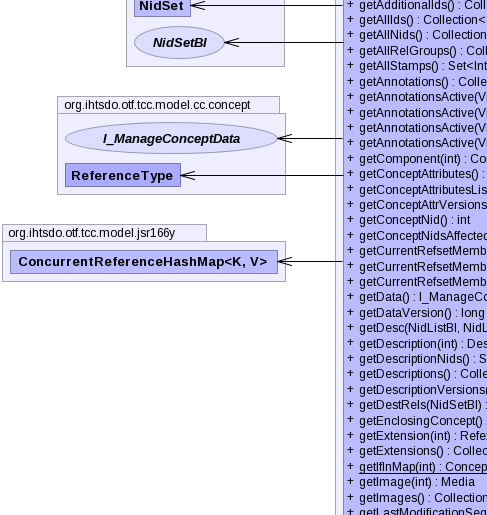 NidSet
NidSetBI
org.ihtsdo.otf.tcc.model.cc.concept
I_ManageConceptData
ReferenceType
org.ihtsdo.otf.tcc.model.jsr166y
ConcurrentReferenceHashMap<K, V>
+ getAdditionalIds() : Coll
+ getAllIds() : Collection<
+ getAllNids() : Collection
+ getAllRelGroups() : Coll
+ getAllStamps() : Set<Int
+ getAnnotations() : Colle
+ getAnnotationsActive(Vi
+ getAnnotationsActive(Vi
+ getAnnotationsActive(Vi
+ getAnnotationsActive(Vi
+ getComponent(int) : Co
+ getConceptAttributes() :
+ getConceptAttributesLis
+ getConceptAttrVersions
+ getConceptNid() : int
+ getConceptNidsAffected
+ getCurrentRefsetMemb
+ getCurrentRefsetMemb
+ getCurrentRefsetMemb
+ getData() : I_ManageCo
+ getDataVersion() : long
+ getDesc(NidListBI, NidL
+ getDescription(int) : Des
+ getDescriptionNids() : S
+ getDescriptions() : Colle
+ getDescriptionVersions(
+ getDestRels(NidSetBI) :
+ getEnclosingConcept()
+ getExtension(int) : Refe
+ getExtensions() : Collec
+ getIfInMap(int) : Concep
+ getImage(int) : Media
+ getImages() : Collection
+ getLastModificationSeq